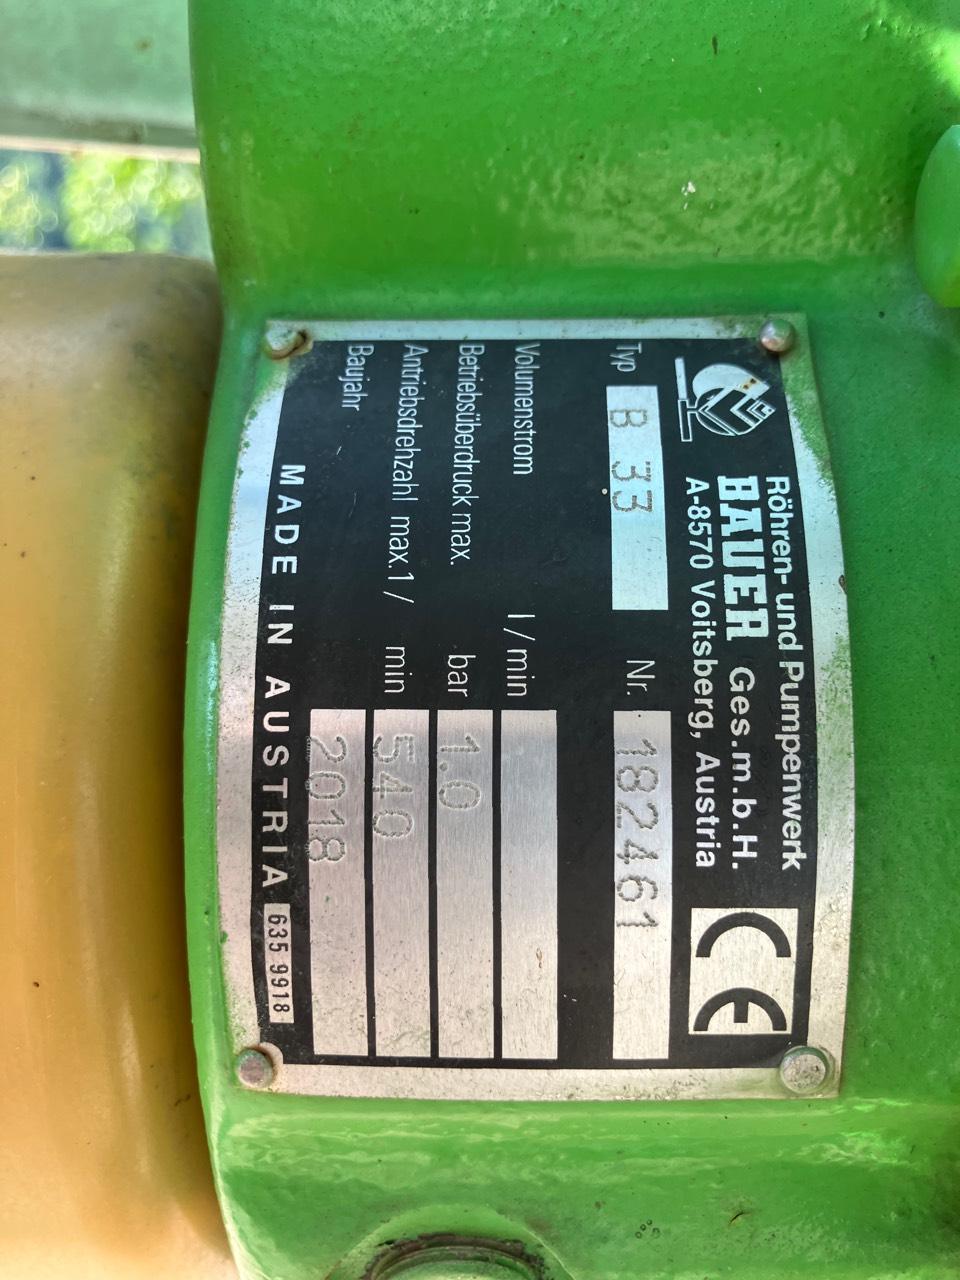 Röhren- und Pumpenwerk
BAUER Ges.m.b.H.
A-8570 Voitsberg, Austria
CE
Typ B 33 Nr. 182461
Volumenstrom l / min
Betriebsüberdruck max. bar 1.0
Antriebsdrehzahl max.1 / min 540
Baujahr 2018
MADE IN AUSTRIA 635 9918